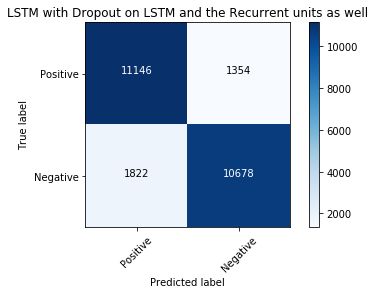 LSTM with Dropout on LSTM and the Recurrent units as well
Positive
11146
1354
Negative
1822
10678
True label
Positive
Negative
Predicted label
10000
8000
6000
4000
2000